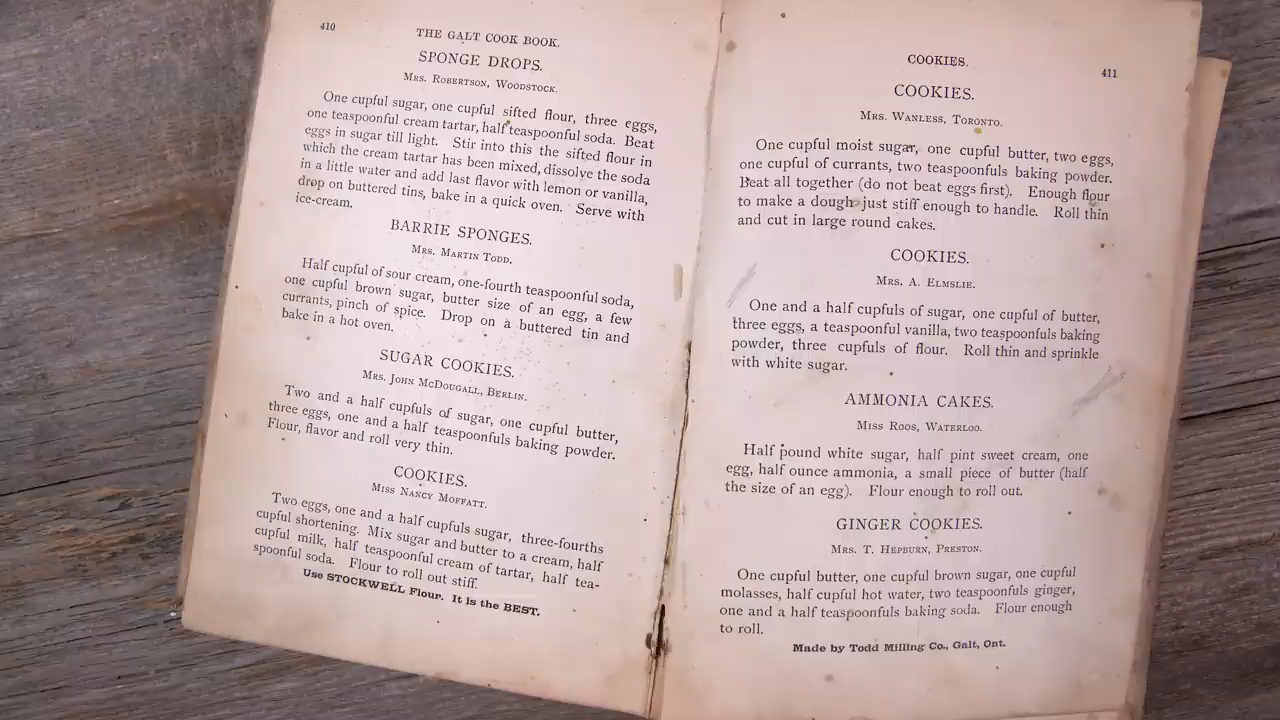 410
THE GALT COOK BOOK.
SPONGE DROPS.
Mrs. Robertson, Woodstock.
One cupful sugar, one cupful sifted flour, three eggs,
one teaspoonful cream tartar, half teaspoonful soda. Beat
eggs in sugar till light. Stir into this the sifted flour in
which the cream tartar has been mixed, dissolve the soda
in a little water and add last flavor with lemon or vanilla,
drop on buttered tins, bake in a quick oven. Serve with
ice-cream.
BARRIE SPONGES.
Mrs. Martin Todd.
Half cupful of sour cream, one-fourth teaspoonful soda,
one cupful brown sugar, butter size of an egg, a few
currants, pinch of spice. Drop on a buttered tin and
bake in a hot oven.
SUGAR COOKIES.
Mrs. John McDougall, Berlin.
Two and a half cupfuls of sugar, one cupful butter,
three eggs, one and a half teaspoonfuls baking powder.
Flour, flavor and roll very thin.
COOKIES.
Miss Nancy Moffatt.
Two eggs, one and a half cupfuls sugar, three-fourths
cupful shortening. Mix sugar and butter to a cream, half
cupful milk, half teaspoonful cream of tartar, half tea-
spoonful soda. Flour to roll out stiff.
Use STOCKWELL Flour. It is the BEST.
COOKIES.
411
COOKIES.
Mrs. Wanless, Toronto.
One cupful moist sugar, one cupful butter, two eggs,
one cupful of currants, two teaspoonfuls baking powder.
Beat all together (do not beat eggs first). Enough flour
to make a dough just stiff enough to handle. Roll thin
and cut in large round cakes.
COOKIES.
Mrs. A. Elmslie.
One and a half cupfuls of sugar, one cupful of butter,
three eggs, a teaspoonful vanilla, two teaspoonfuls baking
powder, three cupfuls of flour. Roll thin and sprinkle
with white sugar.
AMMONIA CAKES.
Miss Roos, Waterloo.
Half pound white sugar, half pint sweet cream, one
egg, half ounce ammonia, a small piece of butter (half
the size of an egg). Flour enough to roll out.
GINGER COOKIES.
Mrs. T. Hepburn, Preston.
One cupful butter, one cupful brown sugar, one cupful
molasses, half cupful hot water, two teaspoonfuls ginger,
one and a half teaspoonfuls baking soda. Flour enough
to roll.
Made by Todd Milling Co., Galt, Ont.